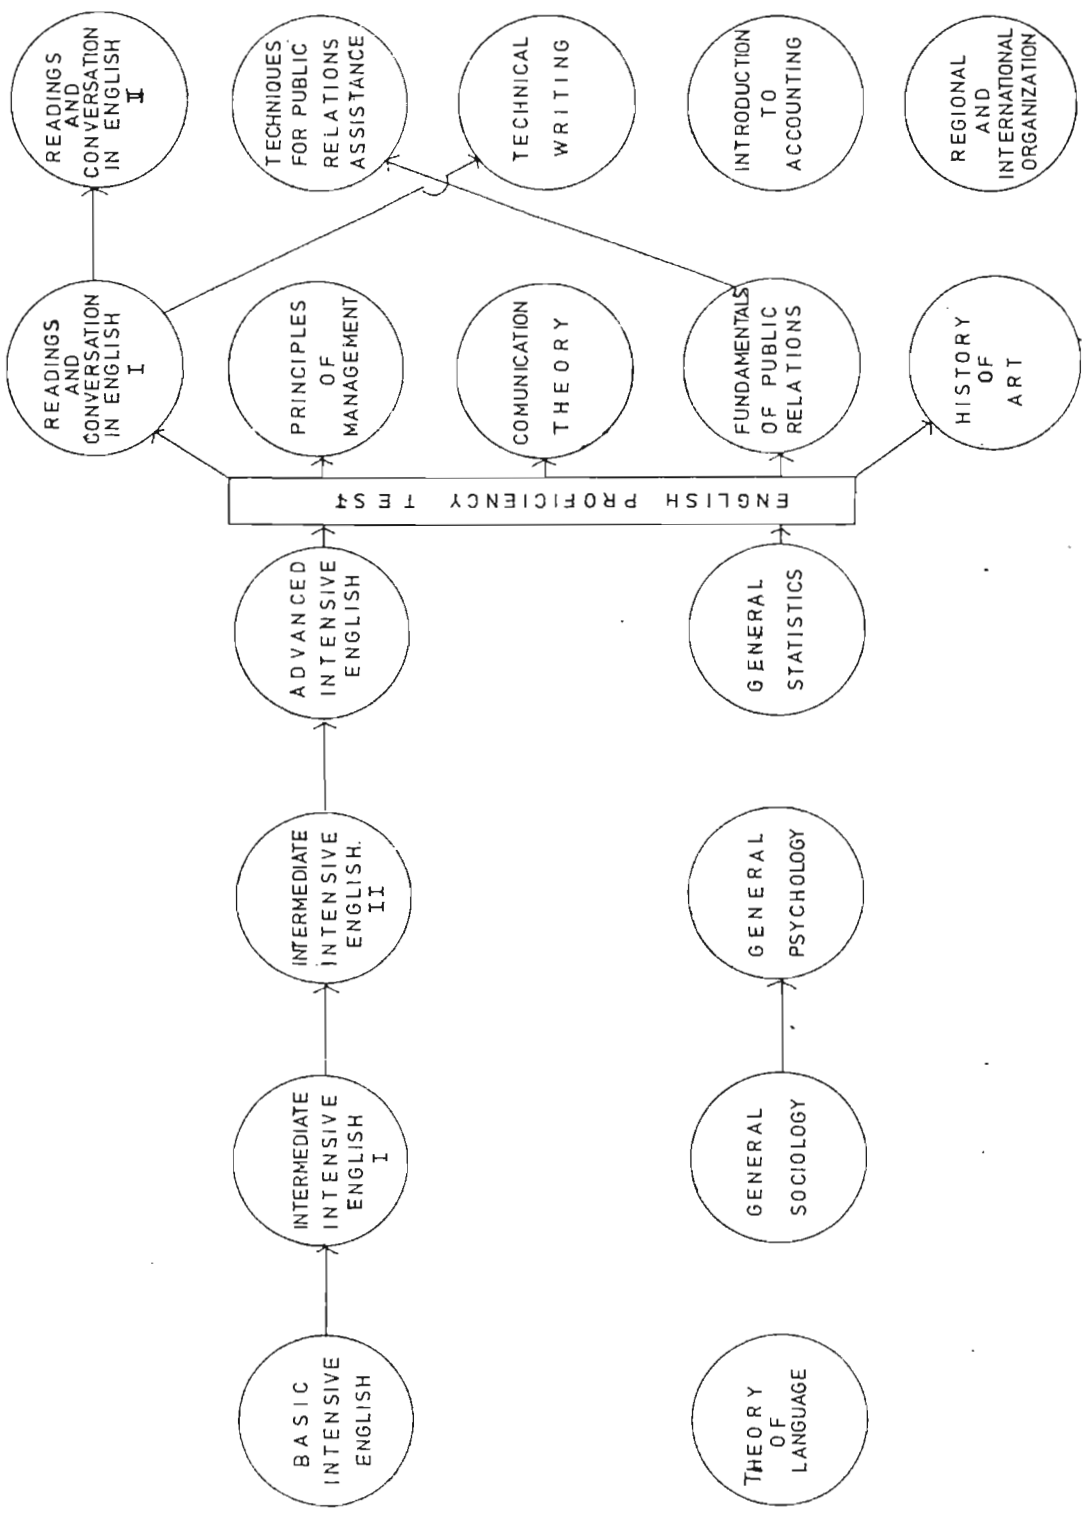 BASIC
INTENSIVE
ENGLISH
THEORY
OF
LANGUAGE
INTERMEDIATE
INTENSIVE
ENGLISH
I
GENERAL
SOCIOLOGY
INTERMEDIATE
INTENSIVE
ENGLISH.
II
GENERAL
PSYCHOLOGY
ADVANCED
INTENSIVE
ENGLISH
GENERAL
STATISTICS
ENGLISH PROFICIENCY TEST
READINGS
AND
CONVERSATION
IN ENGLISH
I
PRINCIPLES
OF
MANAGEMENT
COMUNICATION
THEORY
FUNDAMENTALS
OF PUBLIC
RELATIONS
HISTORY
OF
ART
READINGS
AND
CONVERSATION
IN ENGLISH
II
TECHNIQUES
FOR PUBLIC
RELATIONS
ASSISTANCE
TECHNICAL
WRITING
INTRODUCTION
TO
ACCOUNTING
REGIONAL
AND
INTERNATIONAL
ORGANIZATION